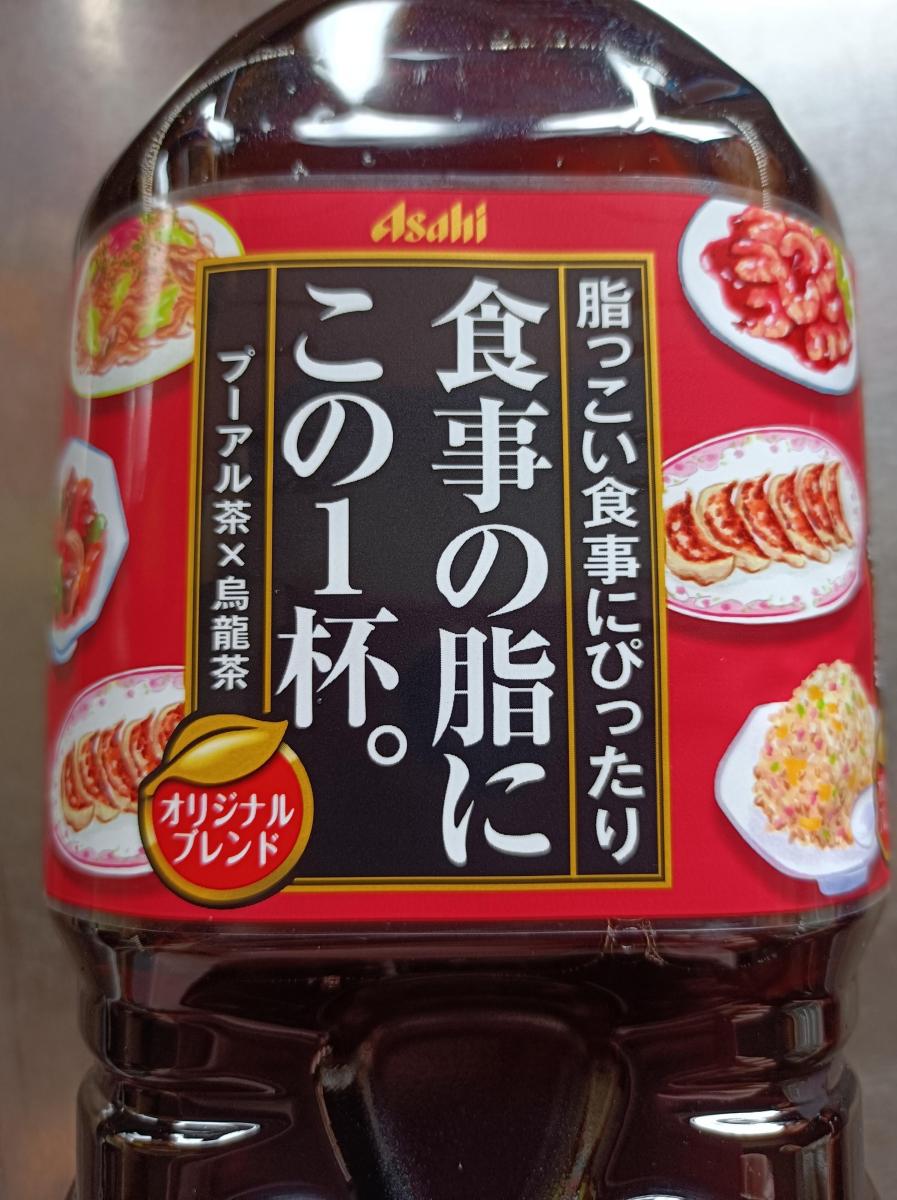 Asahi
脂っこい食事にぴったり
食事の脂に
この1杯。
プーアル茶×烏龍茶
オリジナル
ブレンド